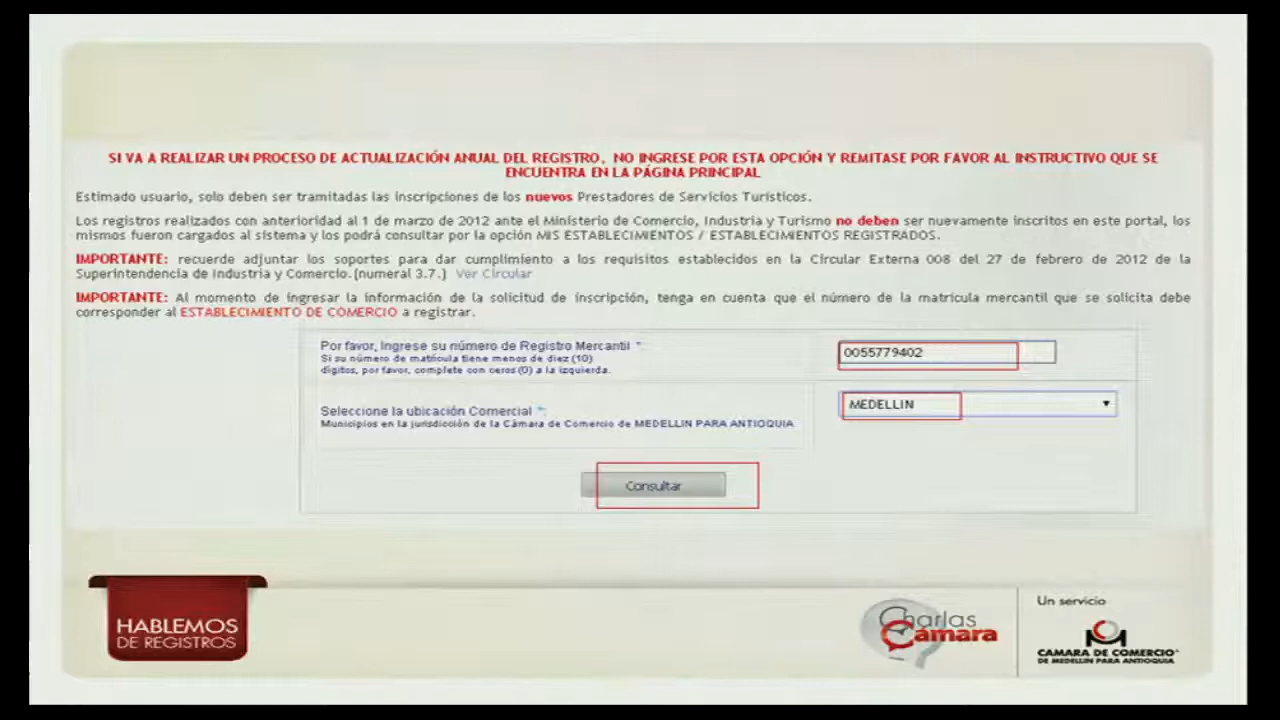 SI VA A REALIZAR UN PROCESO DE ACTUALIZACIÓN ANUAL DEL REGISTRO, NO INGRESE POR ESTA OPCIÓN Y REMITASE POR FAVOR AL INSTRUCTIVO QUE SE
ENCUENTRA EN LA PÁGINA PRINCIPAL
Estimado usuario, solo deben ser tramitadas las inscripciones de los nuevos Prestadores de Servicios Turísticos.
Los registros realizados con anterioridad al 1 de marzo de 2012 ante el Ministerio de Comercio, Industria y Turismo no deben ser nuevamente inscritos en este portal, los
mismos fueron cargados al sistema y los podrá consultar por la opción MIS ESTABLECIMIENTOS / ESTABLECIMIENTOS REGISTRADOS.
IMPORTANTE: recuerde adjuntar los soportes para dar cumplimiento a los requisitos establecidos en la Circular Externa 008 del 27 de febrero de 2012 de la
Superintendencia de Industria y Comercio.(numeral 3.7.) Ver Circular
IMPORTANTE: Al momento de ingresar la información de la solicitud de inscripción, tenga en cuenta que el número de la matricula mercantil que se solicita debe
corresponder al ESTABLECIMIENTO DE COMERCIO a registrar.
Por favor, ingrese su número de Registro Mercantil *:
Si su número de matrícula tiene menos de diez (10)
dígitos, por favor, complete con ceros (0) a la izquierda.
0055779402
Seleccione la ubicación Comercial *:
Municipios en la jurisdicción de la Cámara de Comercio de MEDELLIN PARA ANTIOQUIA
MEDELLIN
Consultar
HABLEMOS
DE REGISTROS
Charlas
Cámara
Un servicio
CAMARA DE COMERCIO
DE MEDELLIN PARA ANTIOQUIA